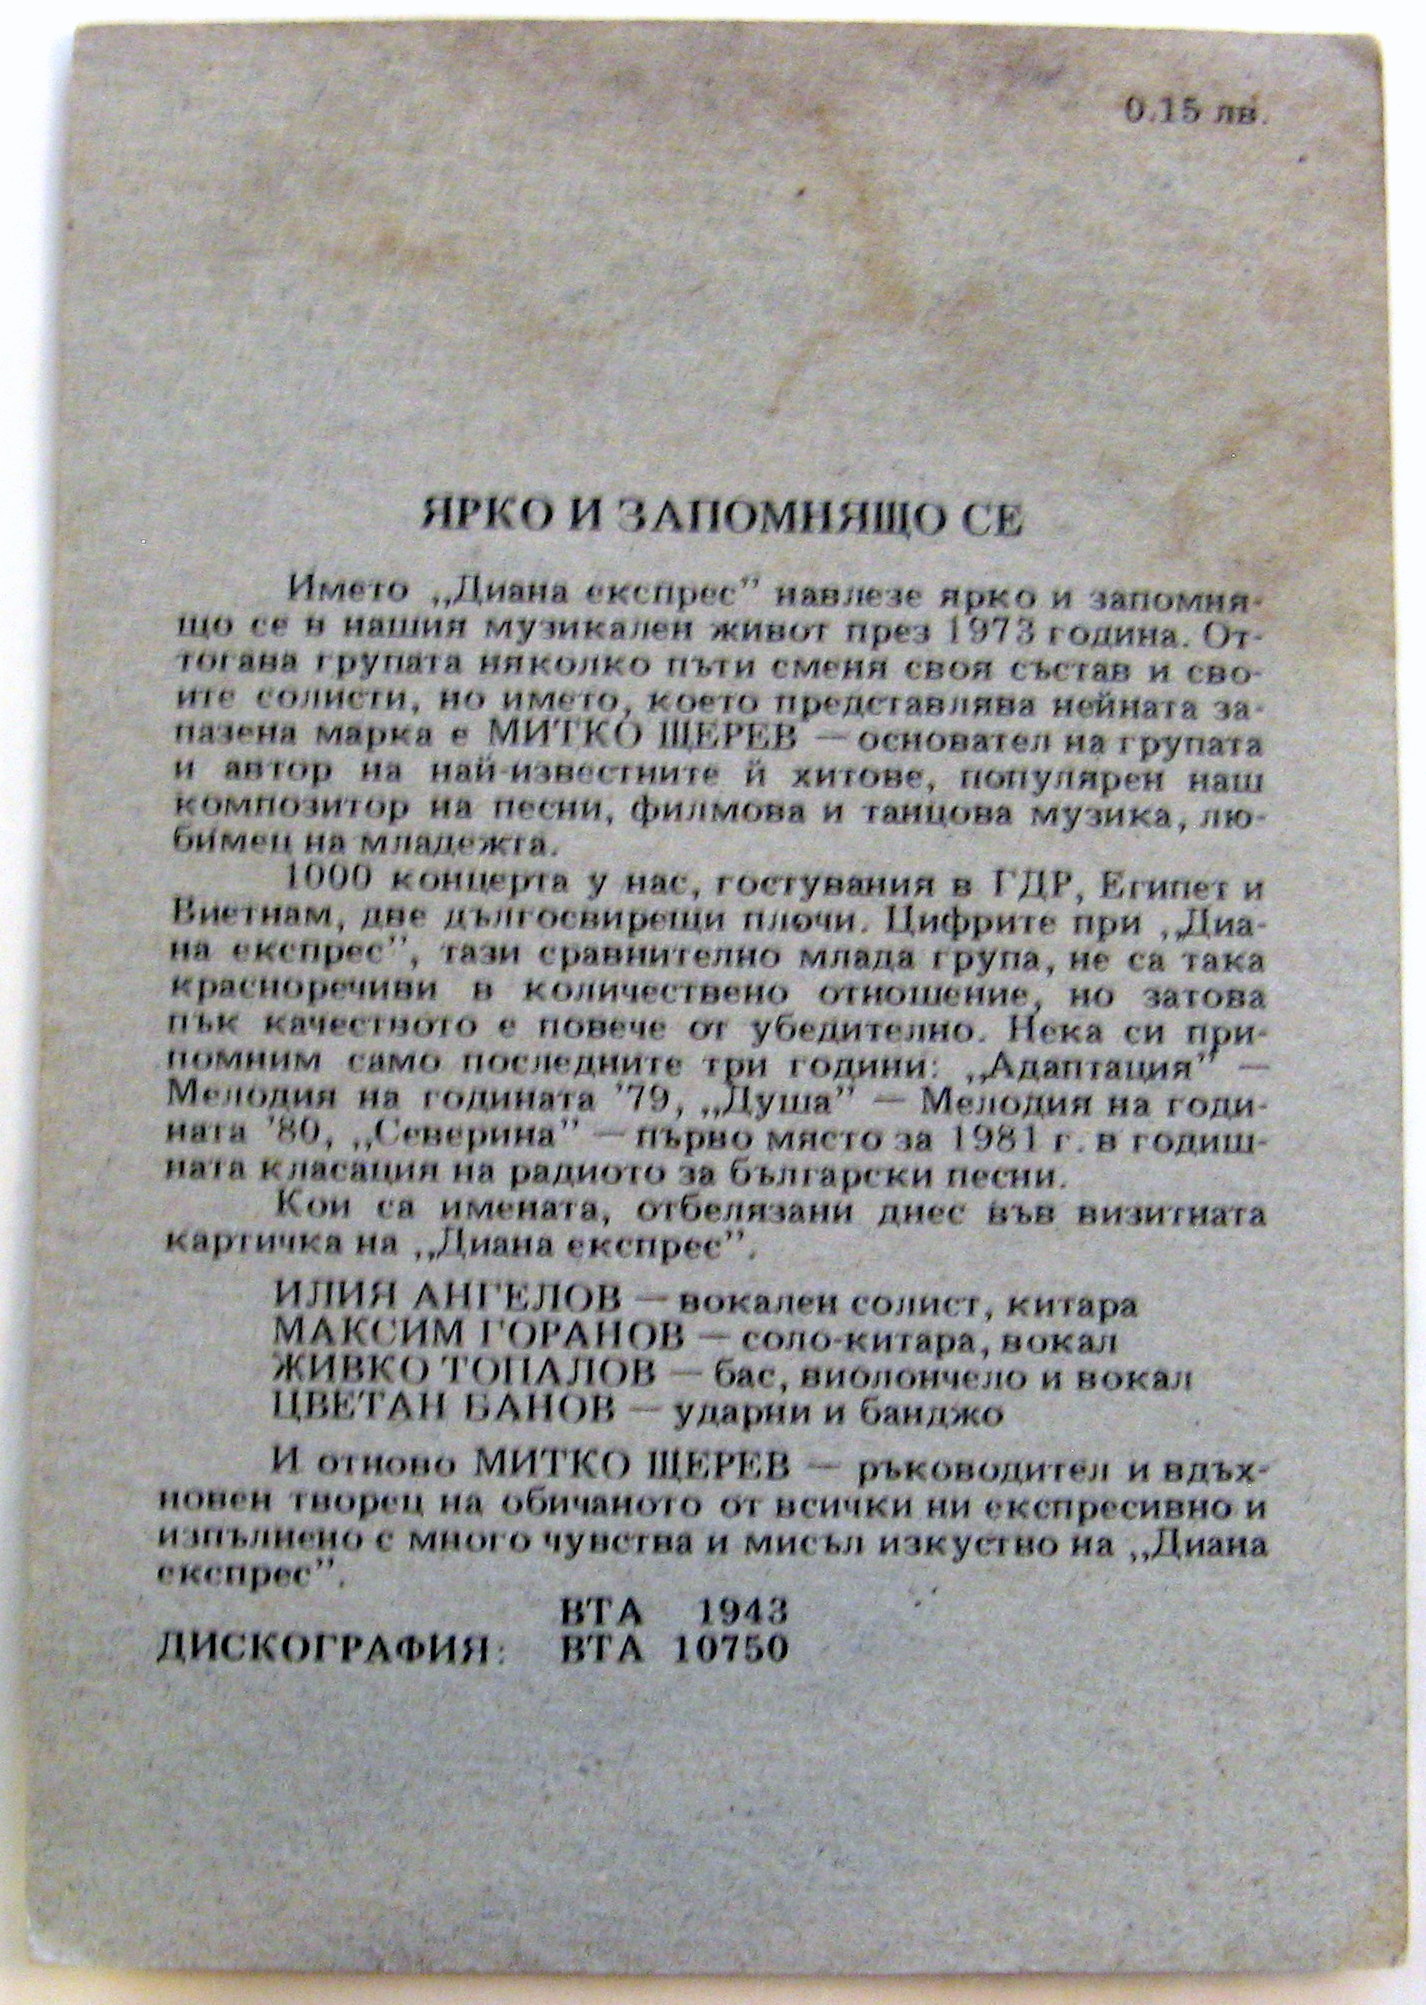 0.15 лв.
ЯРКО И ЗАПОМНЯЩО СЕ
Името „Диана експрес” навлезе ярко и запомня-
що се в нашия музикален живот през 1973 година. От-
тогава групата няколко пъти сменя своя състав и сво-
ите солисти, но името, което представлява нейната за-
пазена марка е МИТКО ЩЕРЕВ — основател на групата
и автор на най-известните й хитове, популярен наш
композитор на песни, филмова и танцова музика, лю-
бимец на младежта.
1000 концерта у нас, гостувания в ГДР, Египет и
Виетнам, две дългосвирещи плочи. Цифрите при „Диа-
на експрес”, тази сравнително млада група, не са така
красноречиви в количествено отношение, но затова
пък качеството е повече от убедително. Нека си при-
помним само последните три години: „Адаптация” —
Мелодия на годината ’79, „Душа” — Мелодия на годи-
ната ’80, „Северина” — първо място за 1981 г. в годиш-
ната класация на радиото за български песни.
Кои са имената, отбелязани днес във визитната
картичка на „Диана експрес”.
ИЛИЯ АНГЕЛОВ — вокален солист, китара
МАКСИМ ГОРАНОВ — соло-китара, вокал
ЖИВКО ТОПАЛОВ — бас, виолончело и вокал
ЦВЕТАН БАНОВ — ударни и банджо
И отново МИТКО ЩЕРЕВ — ръководител и вдъх-
новен творец на обичаното от всички ни експресивно и
изпълнено с много чувства и мисъл изкуство на „Диана
експрес”.
ВТА 1943
ДИСКОГРАФИЯ: ВТА 10750